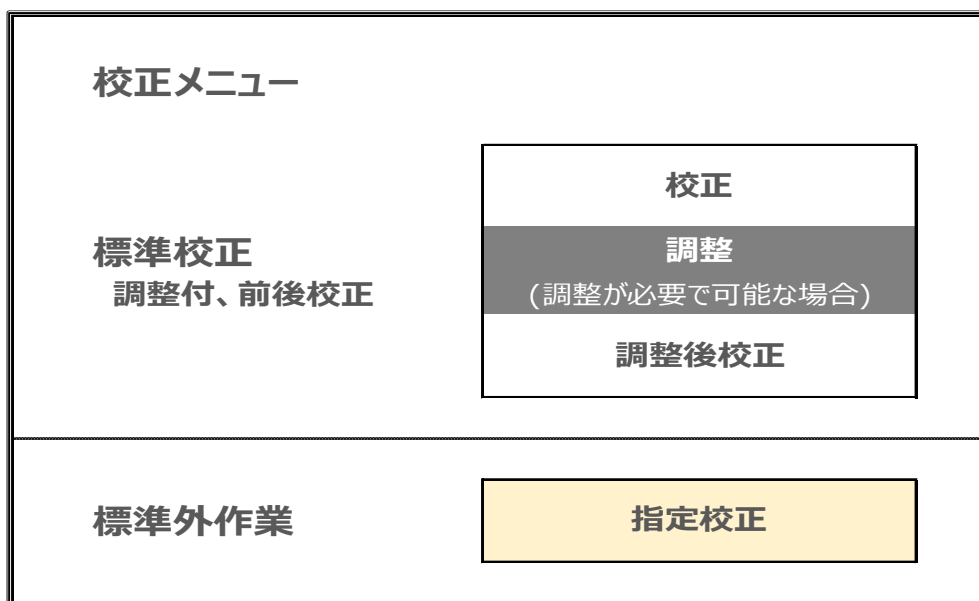 校正メニュー
校正
標準校正
調整付、前後校正
調整
(調整が必要で可能な場合)
調整後校正
標準外作業
指定校正